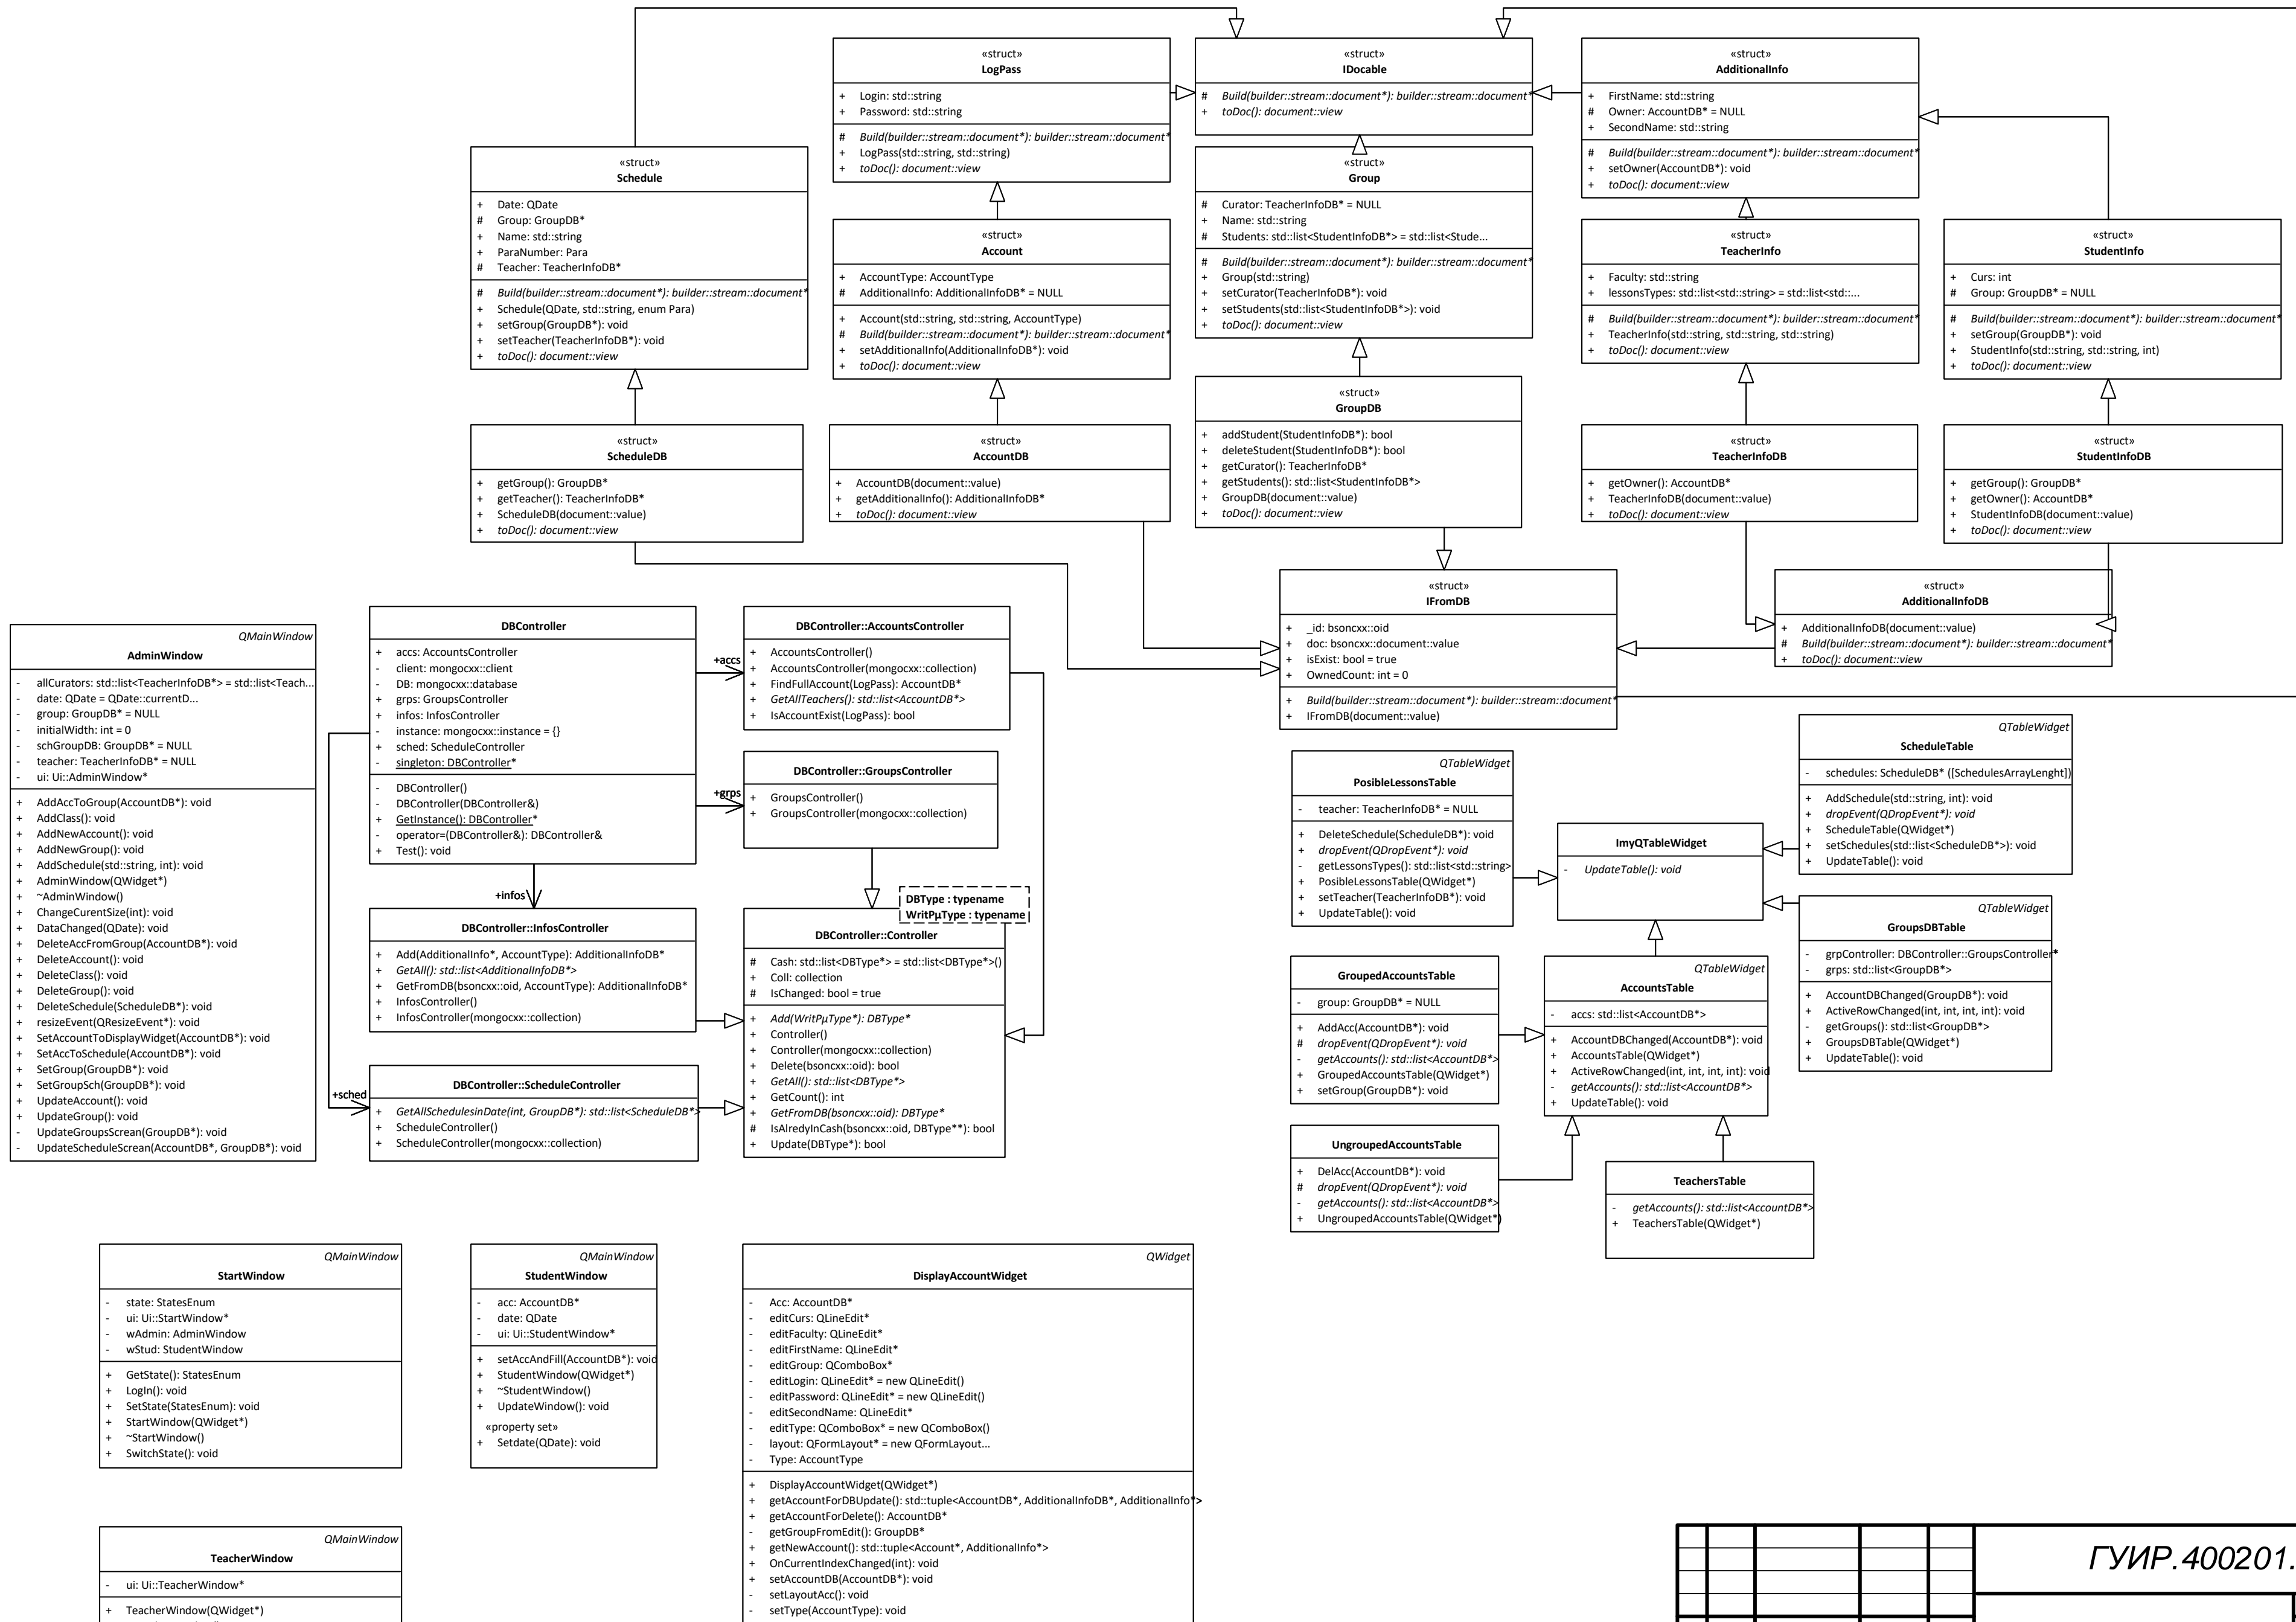 «struct»
LogPass
+ Login: std::string
+ Password: std::string
# Build(builder::stream::document*): builder::stream::document*
+ LogPass(std::string, std::string)
+ toDoc(): document::view
«struct»
IDocable
# Build(builder::stream::document*): builder::stream::document*
+ toDoc(): document::view
«struct»
AdditionalInfo
+ FirstName: std::string
# Owner: AccountDB* = NULL
+ SecondName: std::string
# Build(builder::stream::document*): builder::stream::document*
+ setOwner(AccountDB*): void
+ toDoc(): document::view
«struct»
Schedule
+ Date: QDate
# Group: GroupDB*
+ Name: std::string
+ ParaNumber: Para
# Teacher: TeacherInfoDB*
# Build(builder::stream::document*): builder::stream::document*
+ Schedule(QDate, std::string, enum Para)
+ setGroup(GroupDB*): void
+ setTeacher(TeacherInfoDB*): void
+ toDoc(): document::view
«struct»
Account
+ AccountType: AccountType
# AdditionalInfo: AdditionalInfoDB* = NULL
+ Account(std::string, std::string, AccountType)
# Build(builder::stream::document*): builder::stream::document*
+ setAdditionalInfo(AdditionalInfoDB*): void
+ toDoc(): document::view
«struct»
Group
# Curator: TeacherInfoDB* = NULL
+ Name: std::string
# Students: std::list<StudentInfoDB*> = std::list<Stude...
# Build(builder::stream::document*): builder::stream::document*
+ Group(std::string)
+ setCurator(TeacherInfoDB*): void
+ setStudents(std::list<StudentInfoDB*>): void
+ toDoc(): document::view
«struct»
TeacherInfo
+ Faculty: std::string
+ lessonsTypes: std::list<std::string> = std::list<std::...
# Build(builder::stream::document*): builder::stream::document*
+ TeacherInfo(std::string, std::string, std::string)
+ toDoc(): document::view
«struct»
StudentInfo
+ Curs: int
# Group: GroupDB* = NULL
# Build(builder::stream::document*): builder::stream::document*
+ setGroup(GroupDB*): void
+ StudentInfo(std::string, std::string, int)
+ toDoc(): document::view
«struct»
ScheduleDB
+ getGroup(): GroupDB*
+ getTeacher(): TeacherInfoDB*
+ ScheduleDB(document::value)
+ toDoc(): document::view
«struct»
AccountDB
+ AccountDB(document::value)
+ getAdditionalInfo(): AdditionalInfoDB*
+ toDoc(): document::view
«struct»
GroupDB
+ addStudent(StudentInfoDB*): bool
+ deleteStudent(StudentInfoDB*): bool
+ getCurator(): TeacherInfoDB*
+ getStudents(): std::list<StudentInfoDB*>
+ GroupDB(document::value)
+ toDoc(): document::view
«struct»
TeacherInfoDB
+ getOwner(): AccountDB*
+ TeacherInfoDB(document::value)
+ toDoc(): document::view
«struct»
StudentInfoDB
+ getGroup(): GroupDB*
+ getOwner(): AccountDB*
+ StudentInfoDB(document::value)
+ toDoc(): document::view
«struct»
IFromDB
+ _id: bsoncxx::oid
+ doc: bsoncxx::document::value
+ isExist: bool = true
+ OwnedCount: int = 0
+ Build(builder::stream::document*): builder::stream::document*
+ IFromDB(document::value)
«struct»
AdditionalInfoDB
+ AdditionalInfoDB(document::value)
# Build(builder::stream::document*): builder::stream::document*
+ toDoc(): document::view
QMainWindow
AdminWindow
- allCurators: std::list<TeacherInfoDB*> = std::list<Teach...
- date: QDate = QDate::currentD...
- group: GroupDB* = NULL
- initialWidth: int = 0
- schGroupDB: GroupDB* = NULL
- teacher: TeacherInfoDB* = NULL
- ui: Ui::AdminWindow*
+ AddAccToGroup(AccountDB*): void
+ AddClass(): void
+ AddNewAccount(): void
+ AddNewGroup(): void
+ AddSchedule(std::string, int): void
+ AdminWindow(QWidget*)
+ ~AdminWindow()
+ ChangeCurentSize(int): void
+ DataChanged(QDate): void
+ DeleteAccFromGroup(AccountDB*): void
+ DeleteAccount(): void
+ DeleteClass(): void
+ DeleteGroup(): void
+ DeleteSchedule(ScheduleDB*): void
+ resizeEvent(QResizeEvent*): void
+ SetAccountToDisplayWidget(AccountDB*): void
+ SetAccToSchedule(AccountDB*): void
+ SetGroup(GroupDB*): void
+ SetGroupSch(GroupDB*): void
+ UpdateAccount(): void
+ UpdateGroup(): void
- UpdateGroupsScrean(GroupDB*): void
- UpdateScheduleScrean(AccountDB*, GroupDB*): void
DBController
+ accs: AccountsController
- client: mongocxx::client
- DB: mongocxx::database
+ grps: GroupsController
+ infos: InfosController
- instance: mongocxx::instance = {}
+ sched: ScheduleController
- singleton: DBController*
- DBController()
- DBController(DBController&)
+ GetInstance(): DBController*
- operator=(DBController&): DBController&
+ Test(): void
+accs
+grps
+infos
+sched
DBController::AccountsController
+ AccountsController()
+ AccountsController(mongocxx::collection)
+ FindFullAccount(LogPass): AccountDB*
+ GetAllTeachers(): std::list<AccountDB*>
+ IsAccountExist(LogPass): bool
DBController::GroupsController
+ GroupsController()
+ GroupsController(mongocxx::collection)
DBController::InfosController
+ Add(AdditionalInfo*, AccountType): AdditionalInfoDB*
+ GetAll(): std::list<AdditionalInfoDB*>
+ GetFromDB(bsoncxx::oid, AccountType): AdditionalInfoDB*
+ InfosController()
+ InfosController(mongocxx::collection)
DBType : typename
WritPµType : typename
DBController::Controller
# Cash: std::list<DBType*> = std::list<DBType*>()
+ Coll: collection
# IsChanged: bool = true
+ Add(WritPµType*): DBType*
+ Controller()
+ Controller(mongocxx::collection)
+ Delete(bsoncxx::oid): bool
+ GetAll(): std::list<DBType*>
+ GetCount(): int
+ GetFromDB(bsoncxx::oid): DBType*
# IsAlredyInCash(bsoncxx::oid, DBType**): bool
+ Update(DBType*): bool
DBController::ScheduleController
+ GetAllSchedulesinDate(int, GroupDB*): std::list<ScheduleDB*>
+ ScheduleController()
+ ScheduleController(mongocxx::collection)
QTableWidget
PosibleLessonsTable
- teacher: TeacherInfoDB* = NULL
+ DeleteSchedule(ScheduleDB*): void
+ dropEvent(QDropEvent*): void
- getLessonsTypes(): std::list<std::string>
+ PosibleLessonsTable(QWidget*)
+ setTeacher(TeacherInfoDB*): void
+ UpdateTable(): void
ImyQTableWidget
- UpdateTable(): void
QTableWidget
ScheduleTable
- schedules: ScheduleDB* ([SchedulesArrayLenght])
+ AddSchedule(std::string, int): void
+ dropEvent(QDropEvent*): void
+ ScheduleTable(QWidget*)
+ setSchedules(std::list<ScheduleDB*>): void
+ UpdateTable(): void
QTableWidget
GroupsDBTable
- grpController: DBController::GroupsController*
- grps: std::list<GroupDB*>
+ AccountDBChanged(GroupDB*): void
+ ActiveRowChanged(int, int, int, int): void
- getGroups(): std::list<GroupDB*>
+ GroupsDBTable(QWidget*)
+ UpdateTable(): void
GroupedAccountsTable
- group: GroupDB* = NULL
+ AddAcc(AccountDB*): void
# dropEvent(QDropEvent*): void
- getAccounts(): std::list<AccountDB*>
+ GroupedAccountsTable(QWidget*)
+ setGroup(GroupDB*): void
QTableWidget
AccountsTable
- accs: std::list<AccountDB*>
+ AccountDBChanged(AccountDB*): void
+ AccountsTable(QWidget*)
+ ActiveRowChanged(int, int, int, int): void
- getAccounts(): std::list<AccountDB*>
+ UpdateTable(): void
UngroupedAccountsTable
+ DelAcc(AccountDB*): void
# dropEvent(QDropEvent*): void
- getAccounts(): std::list<AccountDB*>
+ UngroupedAccountsTable(QWidget*)
TeachersTable
- getAccounts(): std::list<AccountDB*>
+ TeachersTable(QWidget*)
QMainWindow
StartWindow
- state: StatesEnum
- ui: Ui::StartWindow*
- wAdmin: AdminWindow
- wStud: StudentWindow
+ GetState(): StatesEnum
+ LogIn(): void
+ SetState(StatesEnum): void
+ StartWindow(QWidget*)
+ ~StartWindow()
+ SwitchState(): void
QMainWindow
StudentWindow
- acc: AccountDB*
- date: QDate
- ui: Ui::StudentWindow*
+ setAccAndFill(AccountDB*): void
+ StudentWindow(QWidget*)
+ ~StudentWindow()
+ UpdateWindow(): void
«property set»
+ Setdate(QDate): void
QWidget
DisplayAccountWidget
- Acc: AccountDB*
- editCurs: QLineEdit*
- editFaculty: QLineEdit*
- editFirstName: QLineEdit*
- editGroup: QComboBox*
- editLogin: QLineEdit* = new QLineEdit()
- editPassword: QLineEdit* = new QLineEdit()
- editSecondName: QLineEdit*
- editType: QComboBox* = new QComboBox()
- layout: QFormLayout* = new QFormLayout...
- Type: AccountType
+ DisplayAccountWidget(QWidget*)
+ getAccountForDBUpdate(): std::tuple<AccountDB*, AdditionalInfoDB*, AdditionalInfo*>
+ getAccountForDelete(): AccountDB*
- getGroupFromEdit(): GroupDB*
+ getNewAccount(): std::tuple<Account*, AdditionalInfo*>
+ OnCurrentIndexChanged(int): void
+ setAccountDB(AccountDB*): void
- setLayoutAcc(): void
- setType(AccountType): void
QMainWindow
TeacherWindow
- ui: Ui::TeacherWindow*
+ TeacherWindow(QWidget*)
ГУИР.400201.